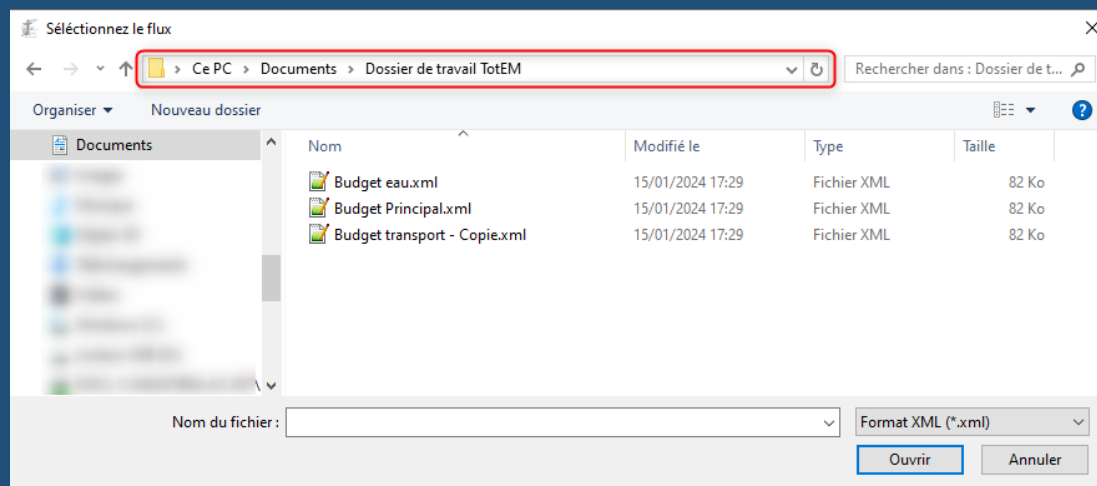 Séléctionnez le flux
Ce PC > Documents > Dossier de travail TotEM
Rechercher dans : Dossier de t...
Organiser Nouveau dossier
Documents
Nom Modifié le Type Taille
Budget eau.xml 15/01/2024 17:29 Fichier XML 82 Ko
Budget Principal.xml 15/01/2024 17:29 Fichier XML 82 Ko
Budget transport - Copie.xml 15/01/2024 17:29 Fichier XML 82 Ko
Nom du fichier : Format XML (*.xml)
Ouvrir Annuler